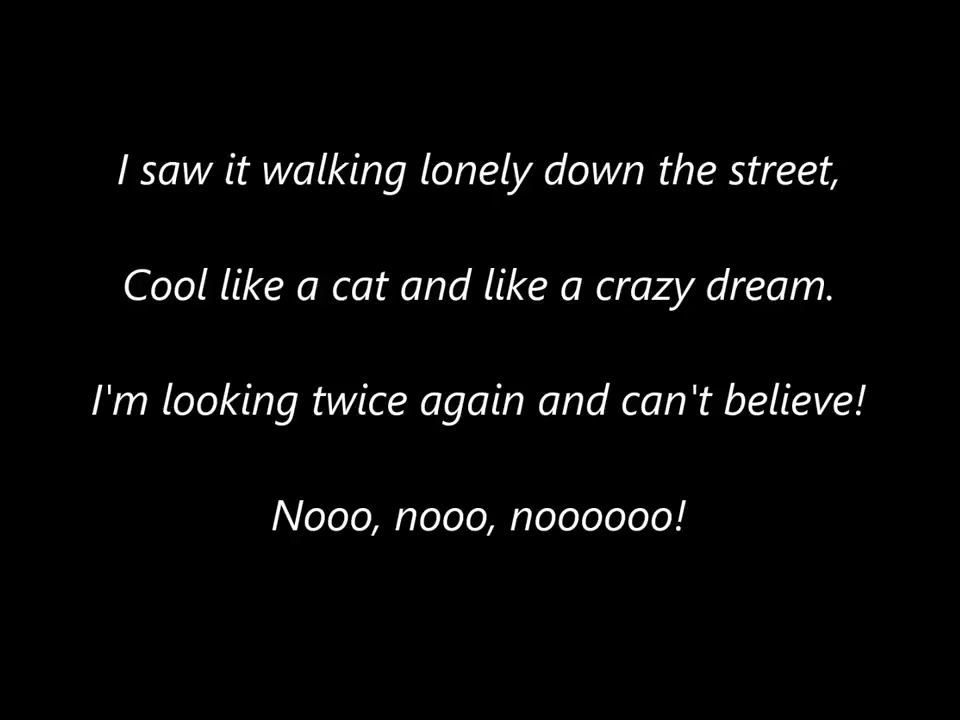 I saw it walking lonely down the street,
Cool like a cat and like a crazy dream.
I'm looking twice again and can't believe!
Nooo, nooo, noooooo!